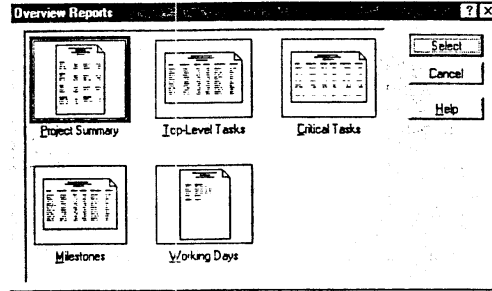 Overview Reports
Select
Cancel
Help
Project Summary
Top-Level Tasks
Critical Tasks
Milestones
Working Days